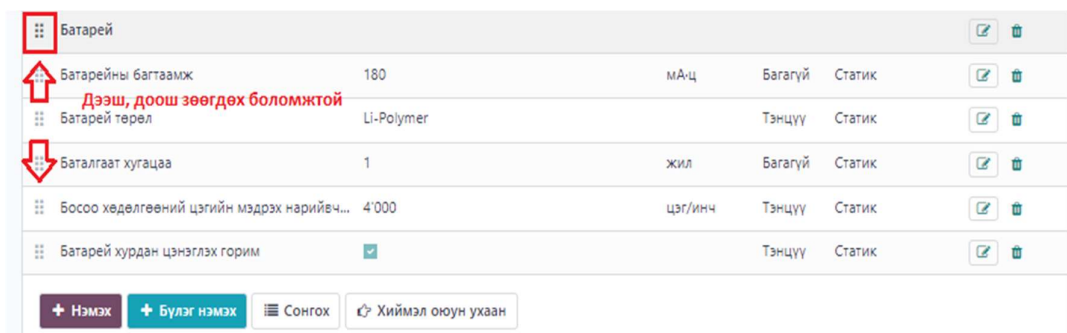 Батарей
Батарейны багтаамж 180 мА·ц Багагүй Статик
Дээш, доош зөөгдөх боломжтой
Батарей төрөл Li-Polymer Тэнцүү Статик
Баталгаат хугацаа 1 жил Багагүй Статик
Босоо хөдөлгөөний цэгийн мэдрэх нарийвч... 4'000 цэг/инч Тэнцүү Статик
Батарей хурдан цэнэглэх горим Тэнцүү Статик
+ Нэмэх + Бүлэг нэмэх Сонгох Хиймэл оюун ухаан